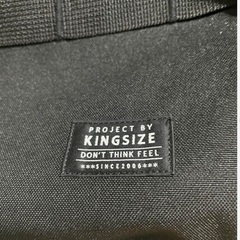 PROJECT BY
KINGSIZE
DON'T THINK FEEL
***SINCE2006***